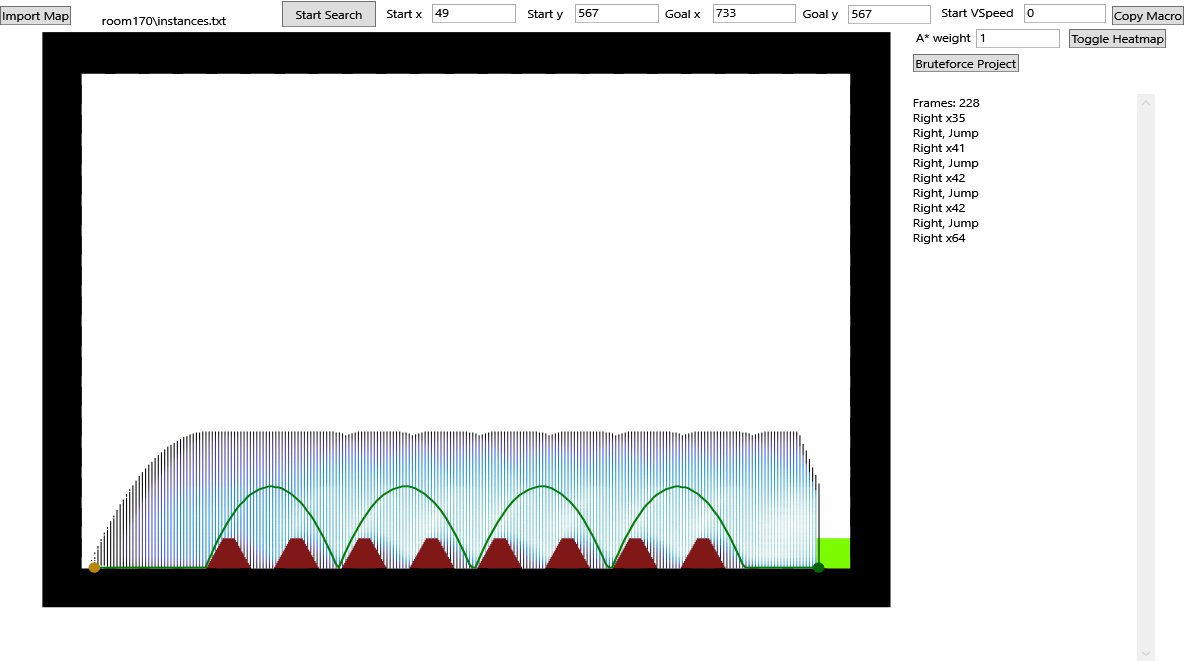 Import Map
room170\instances.txt
Start Search
Start x 49
Start y 567
Goal x 733
Goal y 567
Start VSpeed 0
Copy Macro
A* weight 1
Toggle Heatmap
Bruteforce Project
Frames: 228
Right x35
Right, Jump
Right x41
Right, Jump
Right x42
Right, Jump
Right x42
Right, Jump
Right x64